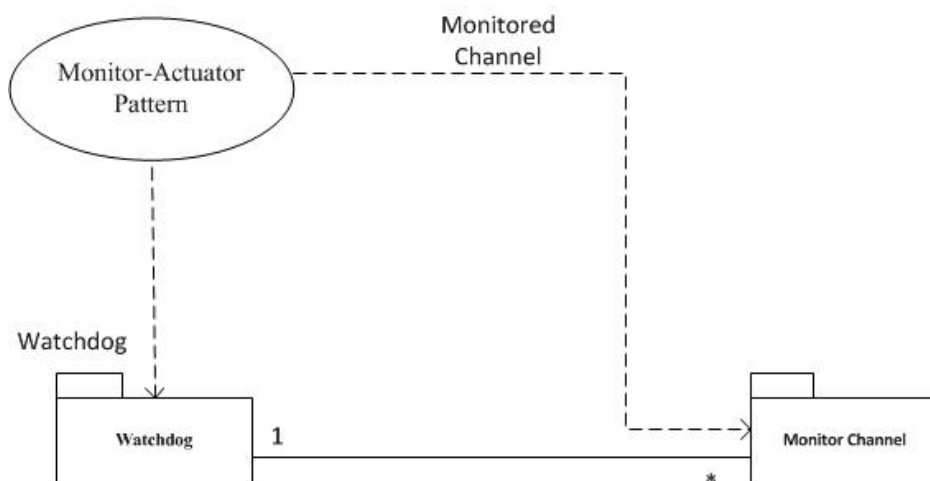 Monitored
Channel
Monitor-Actuator
Pattern
Watchdog
Watchdog
1
Monitor Channel
*